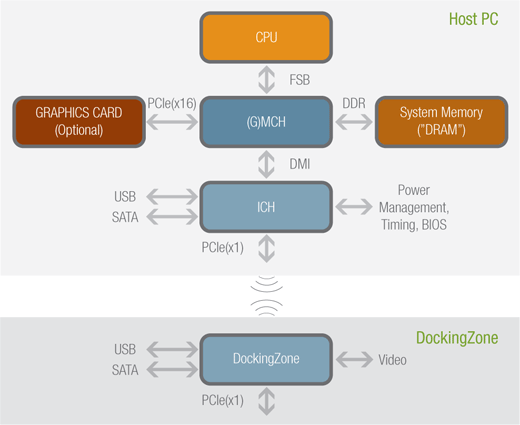 Host PC
CPU
FSB
GRAPHICS CARD
(Optional)
PCIe(x16)
(G)MCH
DDR
System Memory
("DRAM")
DMI
USB
SATA
ICH
Power
Management,
Timing, BIOS
PCIe(x1)
DockingZone
USB
SATA
DockingZone
Video
PCIe(x1)